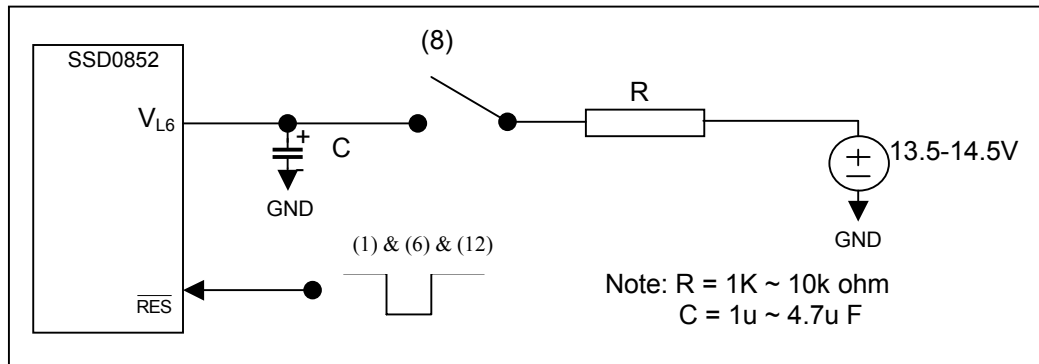 SSD0852
(8)
R
VL6
+
C
-
13.5-14.5V
+
-
GND
GND
(1) & (6) & (12)
RES
Note: R = 1K ~ 10k ohm
C = 1u ~ 4.7u F